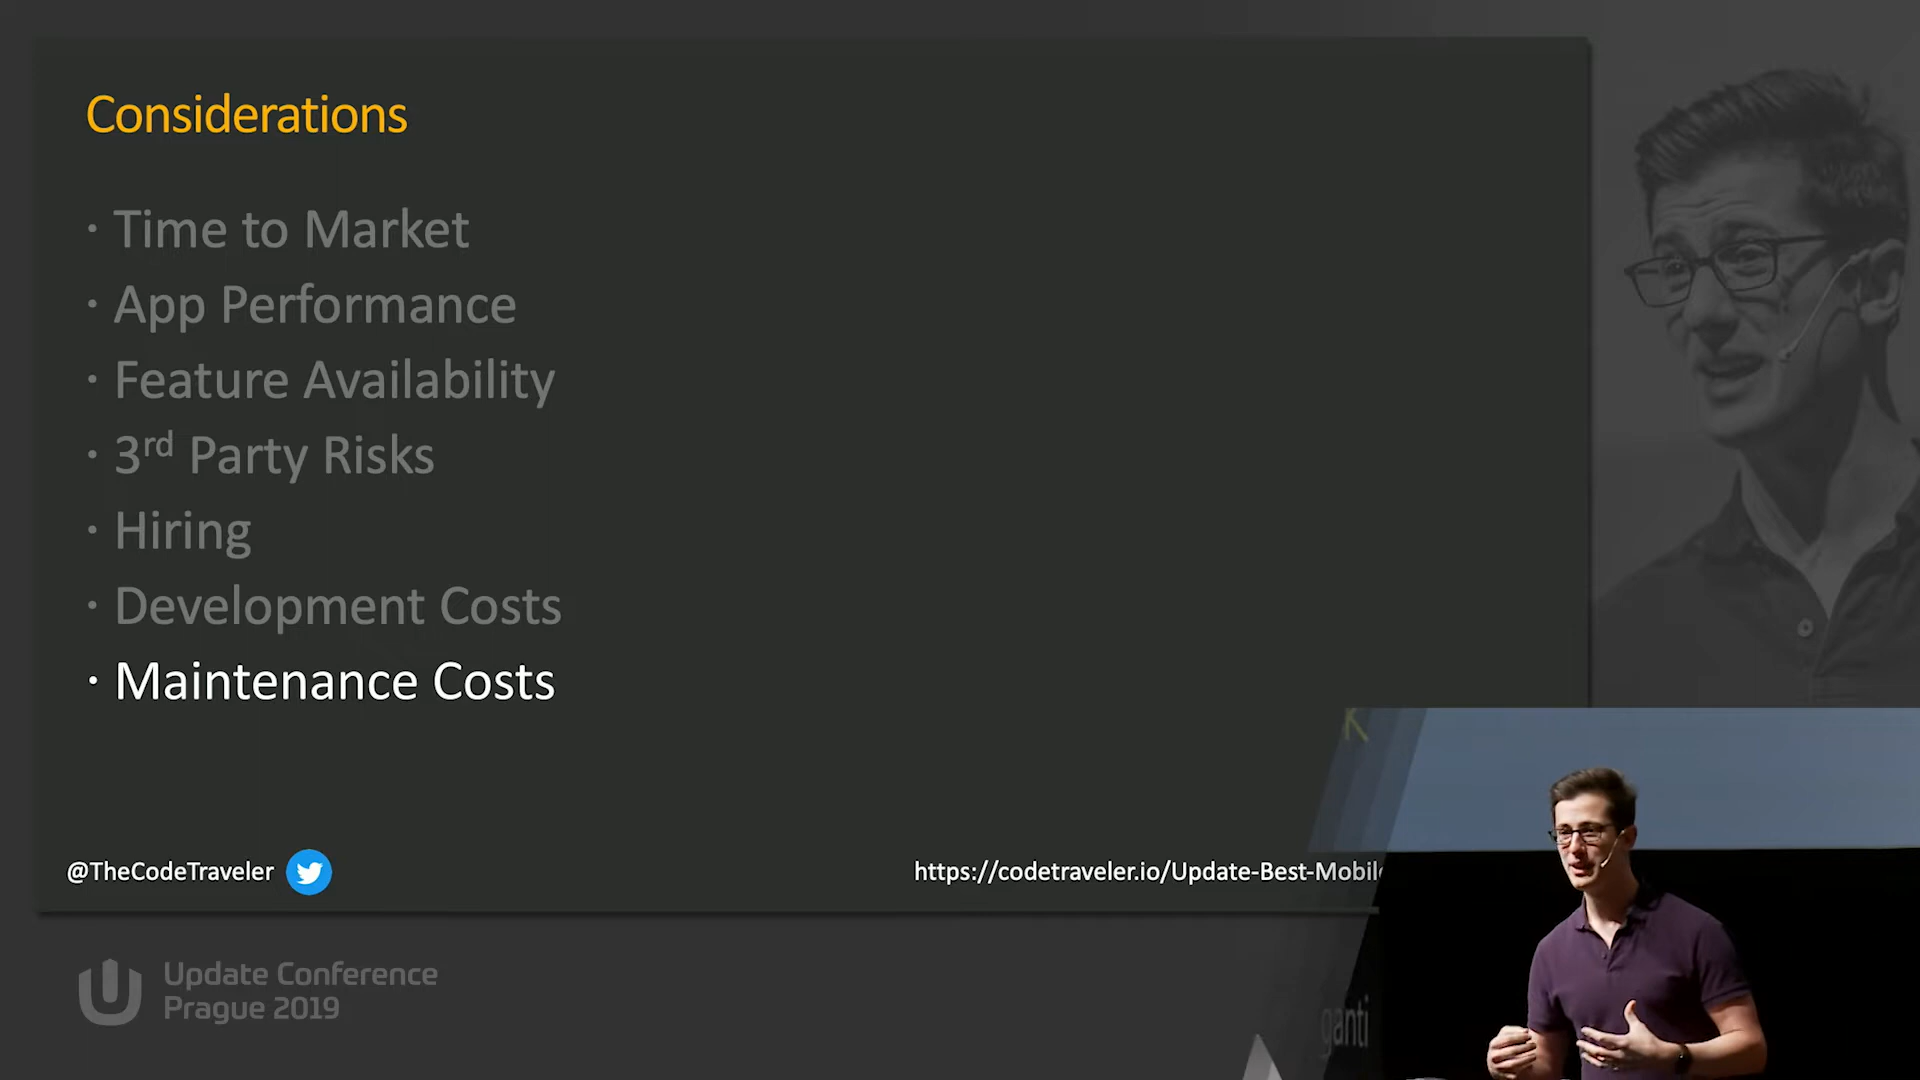 Considerations
· Time to Market
· App Performance
· Feature Availability
· 3rd Party Risks
· Hiring
· Development Costs
· Maintenance Costs
@TheCodeTraveler
https://codetraveler.io/Update-Best-Mobil
Update Conference
Prague 2019
ganti
K